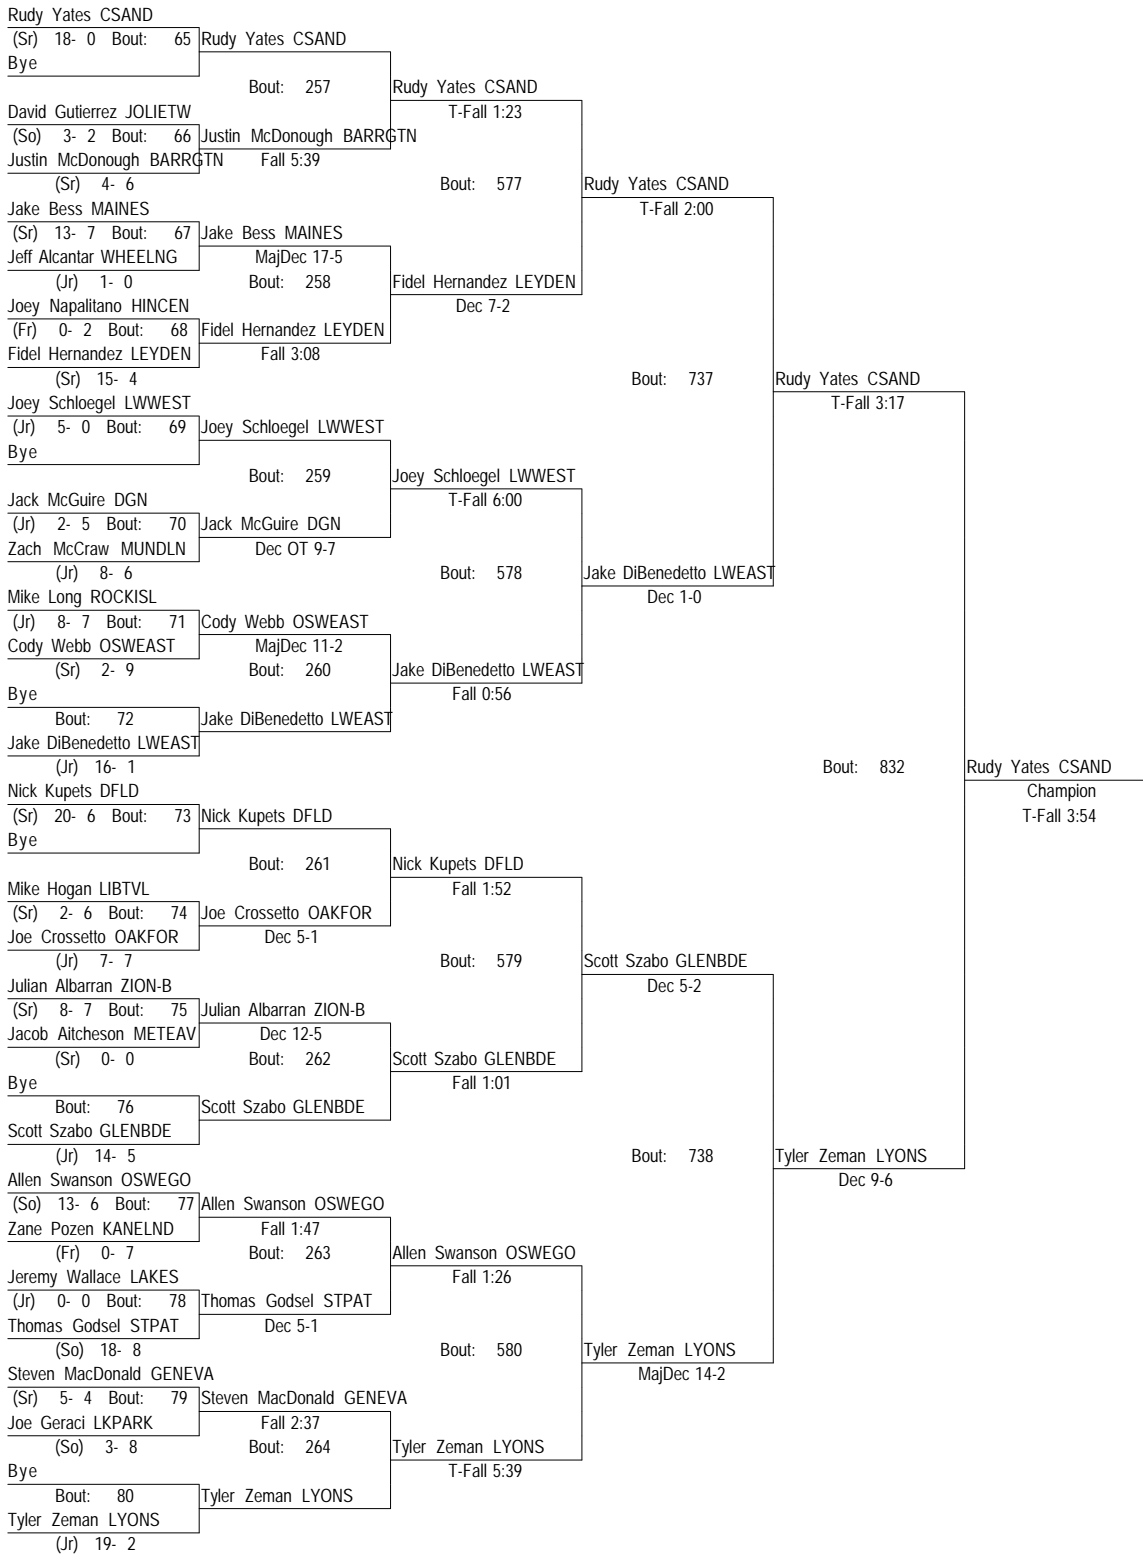 Rudy Yates CSAND
(Sr) 18- 0 Bout: 65 Rudy Yates CSAND
Bye
Bout: 257 Rudy Yates CSAND
David Gutierrez JOLIETW T-Fall 1:23
(So) 3- 2 Bout: 66 Justin McDonough BARRGTN
Justin McDonough BARRGTN Fall 5:39
(Sr) 4- 6 Bout: 577 Rudy Yates CSAND
Jake Bess MAINES T-Fall 2:00
(Sr) 13- 7 Bout: 67 Jake Bess MAINES
Jeff Alcantar WHEELNG MajDec 17-5
(Jr) 1- 0 Bout: 258 Fidel Hernandez LEYDEN
Joey Napalitano HINCEN Dec 7-2
(Fr) 0- 2 Bout: 68 Fidel Hernandez LEYDEN
Fidel Hernandez LEYDEN Fall 3:08
(Sr) 15- 4 Bout: 737 Rudy Yates CSAND
Joey Schloegel LWWEST T-Fall 3:17
(Jr) 5- 0 Bout: 69 Joey Schloegel LWWEST
Bye
Bout: 259 Joey Schloegel LWWEST
Jack McGuire DGN T-Fall 6:00
(Jr) 2- 5 Bout: 70 Jack McGuire DGN
Zach McCraw MUNDLN Dec OT 9-7
(Jr) 8- 6 Bout: 578 Jake DiBenedetto LWEAST
Mike Long ROCKISL Dec 1-0
(Jr) 8- 7 Bout: 71 Cody Webb OSWEAST
Cody Webb OSWEAST MajDec 11-2
(Sr) 2- 9 Bout: 260 Jake DiBenedetto LWEAST
Bye Fall 0:56
Bout: 72 Jake DiBenedetto LWEAST
Jake DiBenedetto LWEAST
(Jr) 16- 1 Bout: 832 Rudy Yates CSAND
Nick Kupets DFLD Champion
(Sr) 20- 6 Bout: 73 Nick Kupets DFLD T-Fall 3:54
Bye
Bout: 261 Nick Kupets DFLD
Mike Hogan LIBTVL Fall 1:52
(Sr) 2- 6 Bout: 74 Joe Crossetto OAKFOR
Joe Crossetto OAKFOR Dec 5-1
(Jr) 7- 7 Bout: 579 Scott Szabo GLENBDE
Julian Albarran ZION-B Dec 5-2
(Sr) 8- 7 Bout: 75 Julian Albarran ZION-B
Jacob Aitcheson METEAV Dec 12-5
(Sr) 0- 0 Bout: 262 Scott Szabo GLENBDE
Bye Fall 1:01
Bout: 76 Scott Szabo GLENBDE
Scott Szabo GLENBDE
(Jr) 14- 5 Bout: 738 Tyler Zeman LYONS
Allen Swanson OSWEGO Dec 9-6
(So) 13- 6 Bout: 77 Allen Swanson OSWEGO
Zane Pozen KANELND Fall 1:47
(Fr) 0- 7 Bout: 263 Allen Swanson OSWEGO
Jeremy Wallace LAKES Fall 1:26
(Jr) 0- 0 Bout: 78 Thomas Godsel STPAT
Thomas Godsel STPAT Dec 5-1
(So) 18- 8 Bout: 580 Tyler Zeman LYONS
Steven MacDonald GENEVA MajDec 14-2
(Sr) 5- 4 Bout: 79 Steven MacDonald GENEVA
Joe Geraci LKPARK Fall 2:37
(So) 3- 8 Bout: 264 Tyler Zeman LYONS
Bye T-Fall 5:39
Bout: 80 Tyler Zeman LYONS
Tyler Zeman LYONS
(Jr) 19- 2